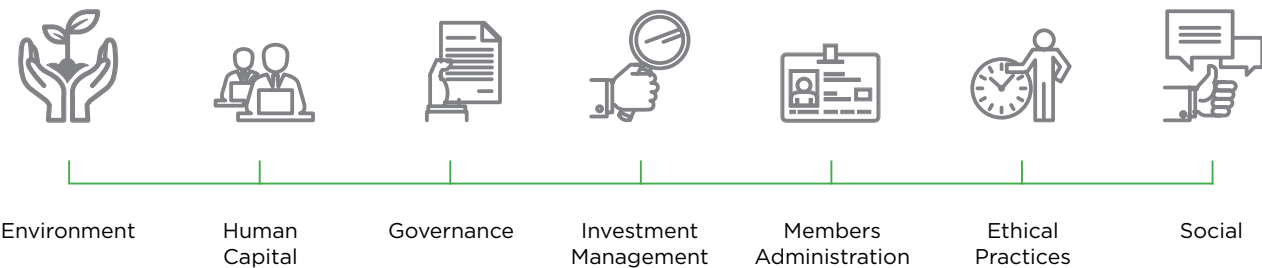 Environment
Human
Capital
Governance
Investment
Management
Members
Administration
Ethical
Practices
Social